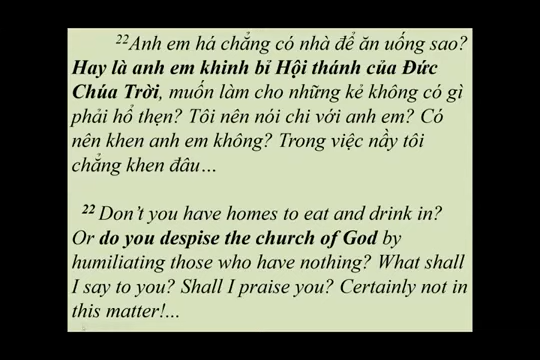 22Anh em há chẳng có nhà để ăn uống sao?
Hay là anh em khinh bỉ Hội thánh của Đức
Chúa Trời, muốn làm cho những kẻ không có gì
phải hổ thẹn? Tôi nên nói chi với anh em? Có
nên khen anh em không? Trong việc nầy tôi
chẳng khen đâu…
22 Don't you have homes to eat and drink in?
Or do you despise the church of God by
humiliating those who have nothing? What shall
I say to you? Shall I praise you? Certainly not in
this matter!...